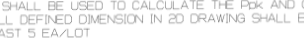 SHALL BE USED TO CALCULATE THE Ppk AND
LL DEFINED DIMENSION IN 2D DRAWING SHALL
AST 5 EA/LOT